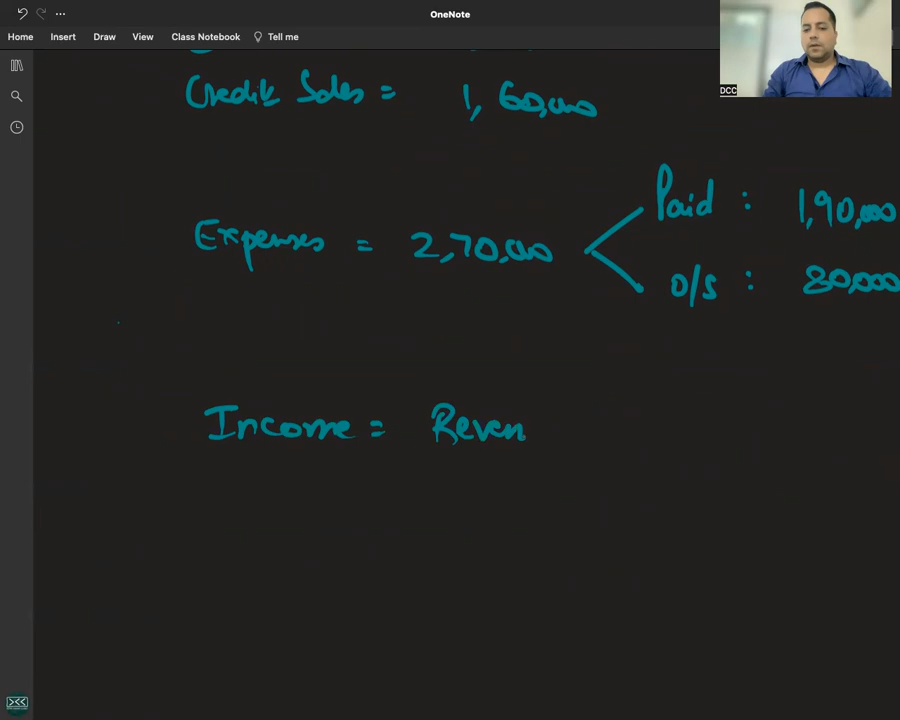 OneNote
Home Insert Draw View Class Notebook Tell me
DCC
Credit Sales = 1,60,000
Paid : 1,90,000
Expenses = 2,70,000
O/S : 80,000
Income = Reven